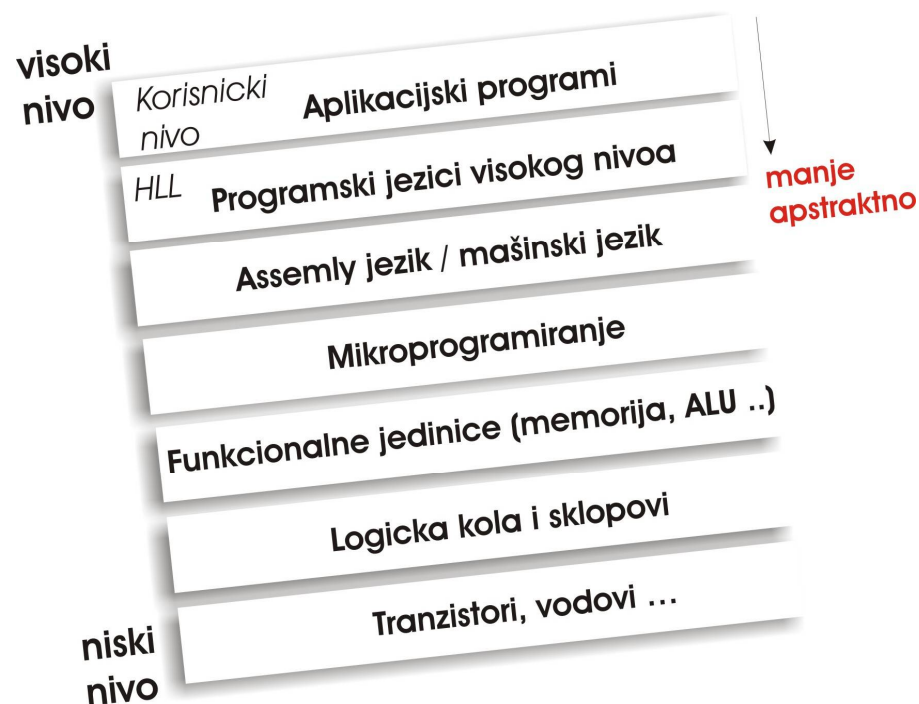 visoki
nivo
Korisnicki
nivo
Aplikacijski programi
HLL
Programski jezici visokog nivoa
manje
apstraktno
Assemly jezik / mašinski jezik
Mikroprogramiranje
Funkcionalne jedinice (memorija, ALU ..)
Logicka kola i sklopovi
Tranzistori, vodovi ...
niski
nivo